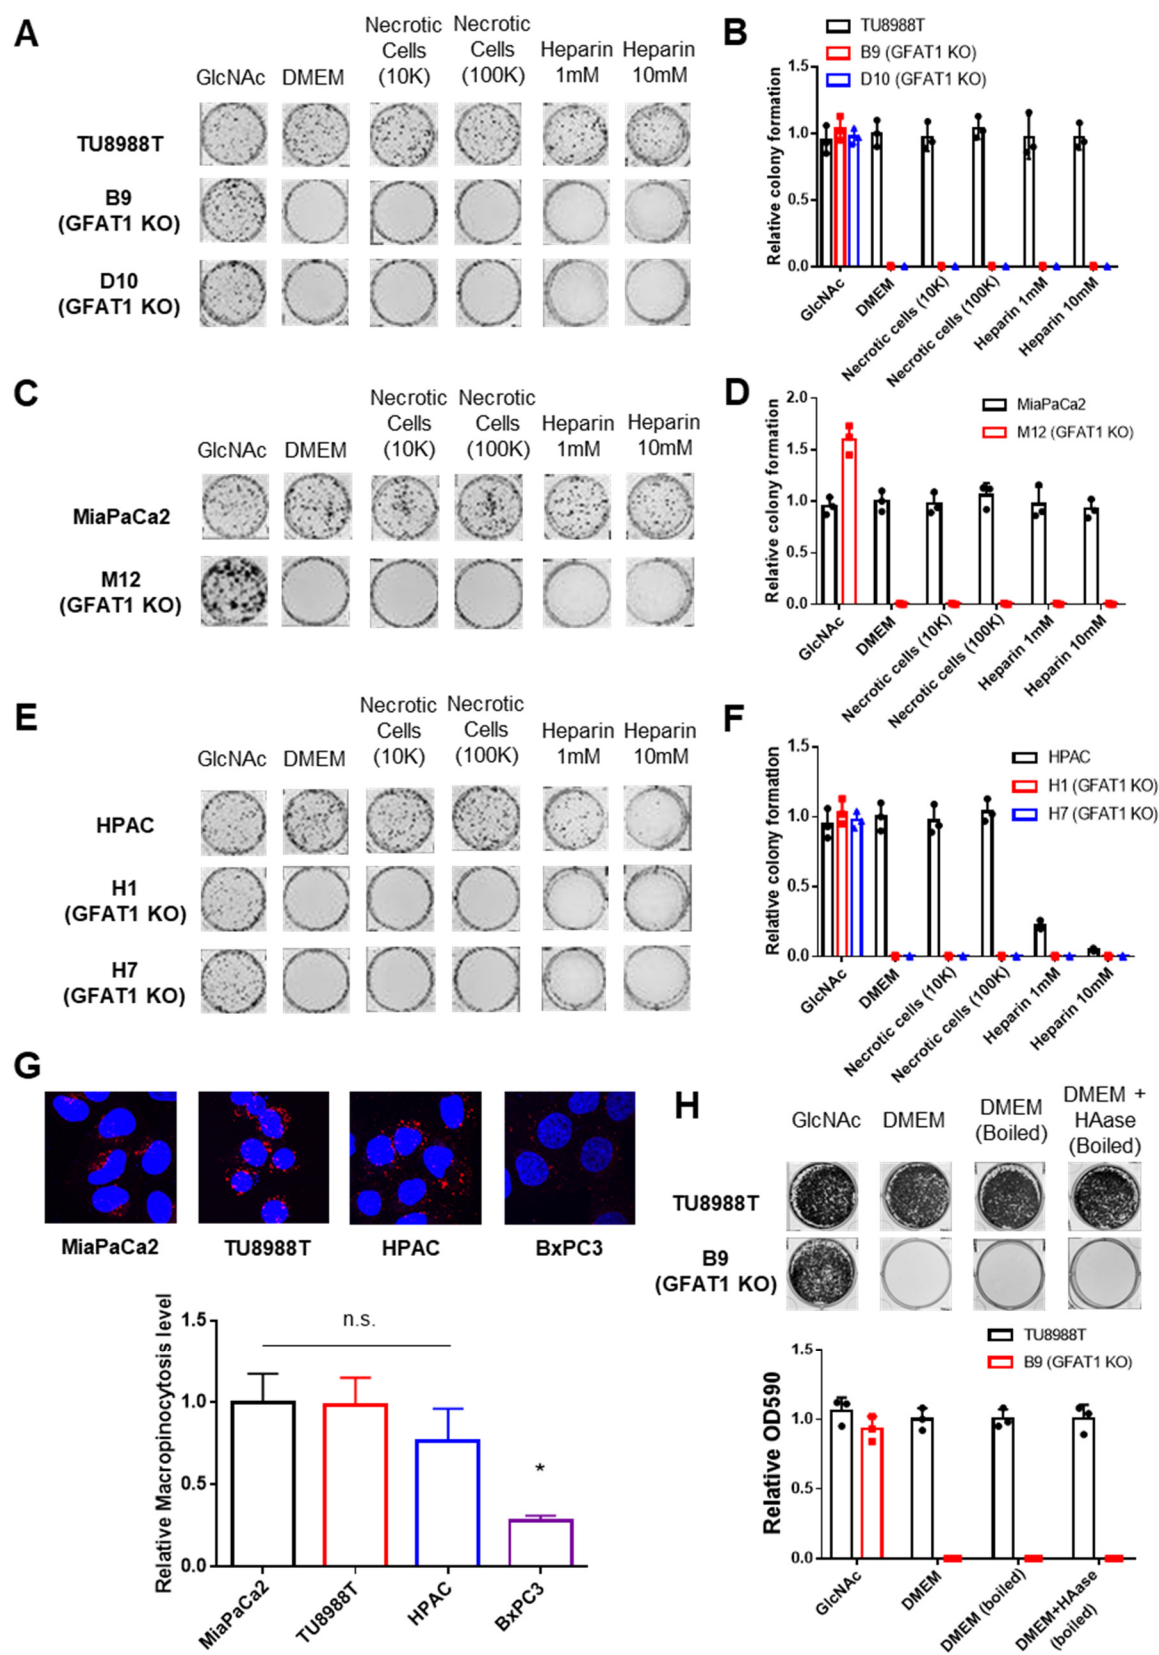 A
GlcNAc
DMEM
Necrotic
Cells
(10K)
Necrotic
Cells
(100K)
Heparin
1mM
Heparin
10mM
TU8988T
B9
(GFAT1 KO)
D10
(GFAT1 KO)
B
TU8988T
B9 (GFAT1 KO)
D10 (GFAT1 KO)
Relative colony formation
1.5
1.0
0.5
0.0
GlcNAc
DMEM
Necrotic cells (10K)
Necrotic cells (100K)
Heparin 1mM
Heparin 10mM
C
GlcNAc
DMEM
Necrotic
Cells
(10K)
Necrotic
Cells
(100K)
Heparin
1mM
Heparin
10mM
MiaPaCa2
M12
(GFAT1 KO)
D
MiaPaCa2
M12 (GFAT1 KO)
Relative colony formation
2.0
1.5
1.0
0.5
0.0
GlcNAc
DMEM
Necrotic cells (10K)
Necrotic cells (100K)
Heparin 1mM
Heparin 10mM
E
GlcNAc
DMEM
Necrotic
Cells
(10K)
Necrotic
Cells
(100K)
Heparin
1mM
Heparin
10mM
HPAC
H1
(GFAT1 KO)
H7
(GFAT1 KO)
F
HPAC
H1 (GFAT1 KO)
H7 (GFAT1 KO)
Relative colony formation
1.5
1.0
0.5
0.0
GlcNAc
DMEM
Necrotic cells (10K)
Necrotic cells (100K)
Heparin 1mM
Heparin 10mM
G
MiaPaCa2
TU8988T
HPAC
BxPC3
Relative Macropinocytosis level
1.5
1.0
0.5
0.0
n.s.
*
MiaPaCa2
TU8988T
HPAC
BxPC3
H
GlcNAc
DMEM
DMEM
(Boiled)
DMEM +
HAase
(Boiled)
TU8988T
B9
(GFAT1 KO)
TU8988T
B9 (GFAT1 KO)
Relative OD590
1.5
1.0
0.5
0.0
GlcNAc
DMEM
DMEM (boiled)
DMEM+HAase
(boiled)